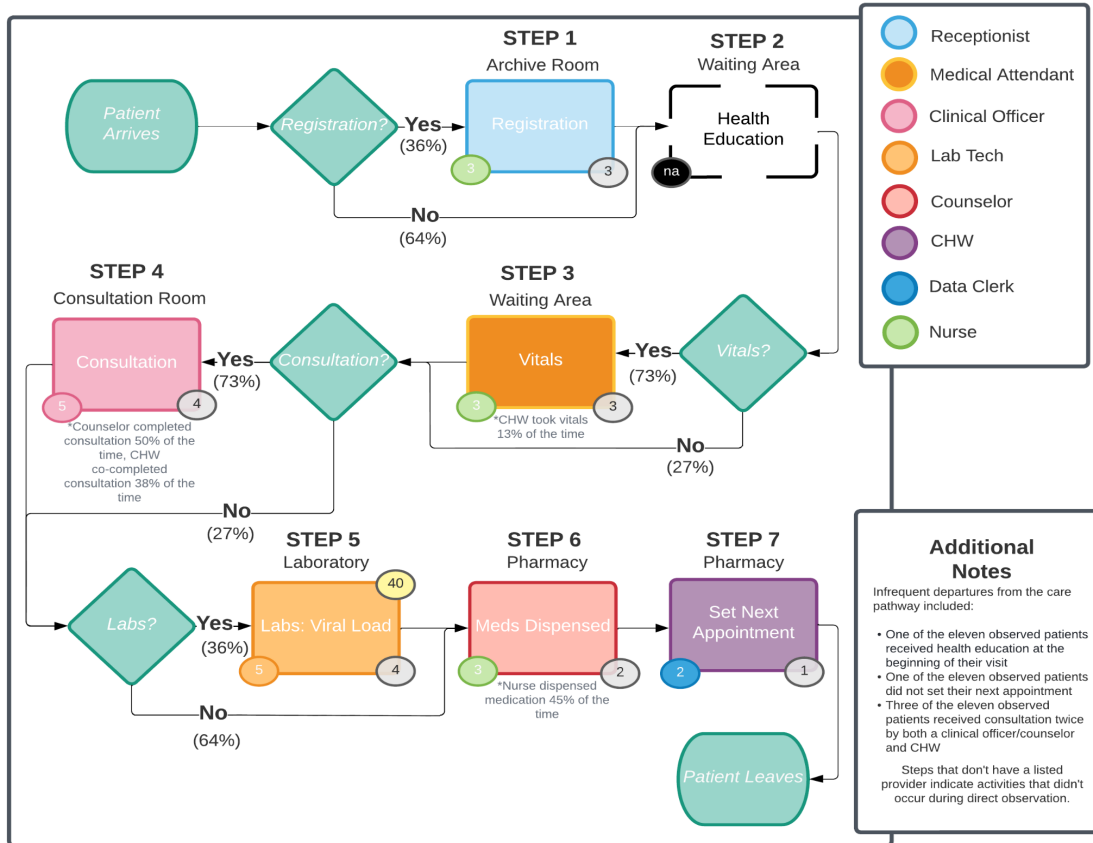 STEP 1
Archive Room
STEP 2
Waiting Area
Patient
Arrives
Registration?
Yes
(36%)
Registration
3
3
Health
Education
na
No
(64%)
STEP 4
Consultation Room
STEP 3
Waiting Area
Consultation
5
4
*Counselor completed
consultation 50% of the
time, CHW
co-completed
consultation 38% of the
time
Yes
(73%)
Consultation?
Vitals
3
3
*CHW took vitals
13% of the time
Yes
(73%)
Vitals?
No
(27%)
No
(27%)
STEP 5
Laboratory
STEP 6
Pharmacy
STEP 7
Pharmacy
Labs?
Yes
(36%)
40
Labs: Viral Load
5
4
Meds Dispensed
3
2
*Nurse dispensed
medication 45% of the
time
Set Next
Appointment
2
1
No
(64%)
Patient Leaves
Receptionist
Medical Attendant
Clinical Officer
Lab Tech
Counselor
CHW
Data Clerk
Nurse
Additional
Notes
Infrequent departures from the care
pathway included:
• One of the eleven observed patients
received health education at the
beginning of their visit
• One of the eleven observed patients
did not set their next appointment
• Three of the eleven observed
patients received consultation twice
by both a clinical officer/counselor
and CHW
Steps that don't have a listed
provider indicate activities that didn't
occur during direct observation.